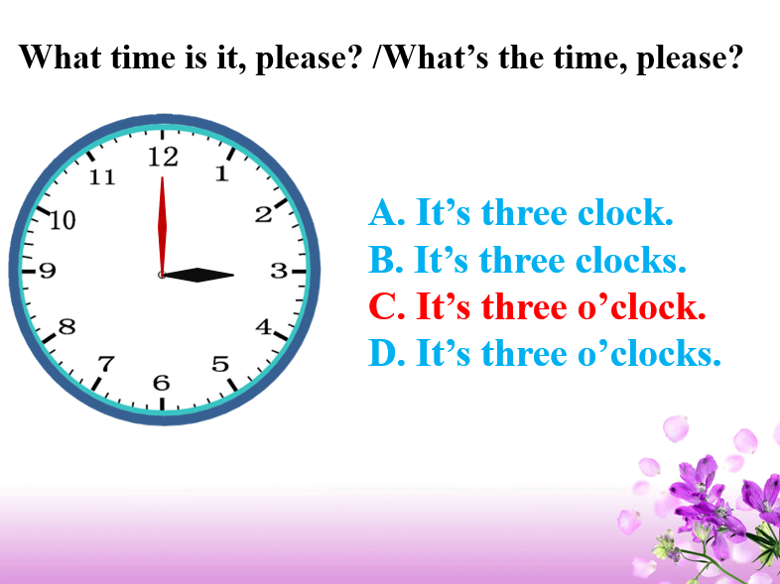 What time is it, please? /What’s the time, please?
12
11
1
10
2
9
3
8
4
7
5
6
A. It’s three clock.
B. It’s three clocks.
C. It’s three o’clock.
D. It’s three o’clocks.